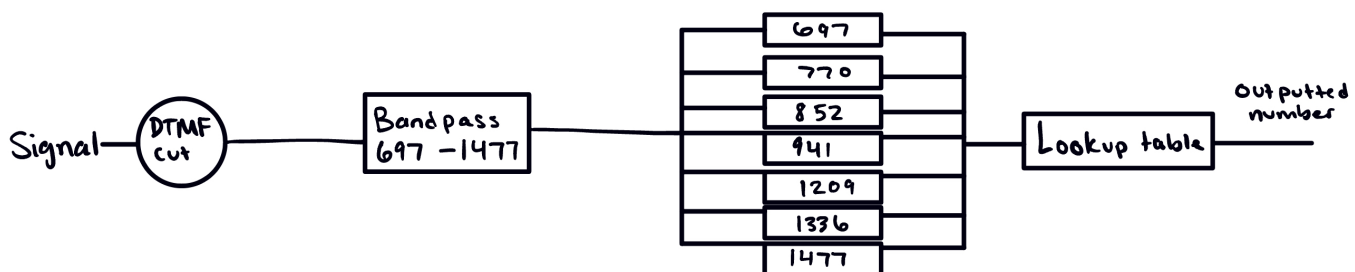 Signal
DTMF
cut
Bandpass
697 - 1477
697
770
852
941
1209
1336
1477
Lookup table
Outputted
number